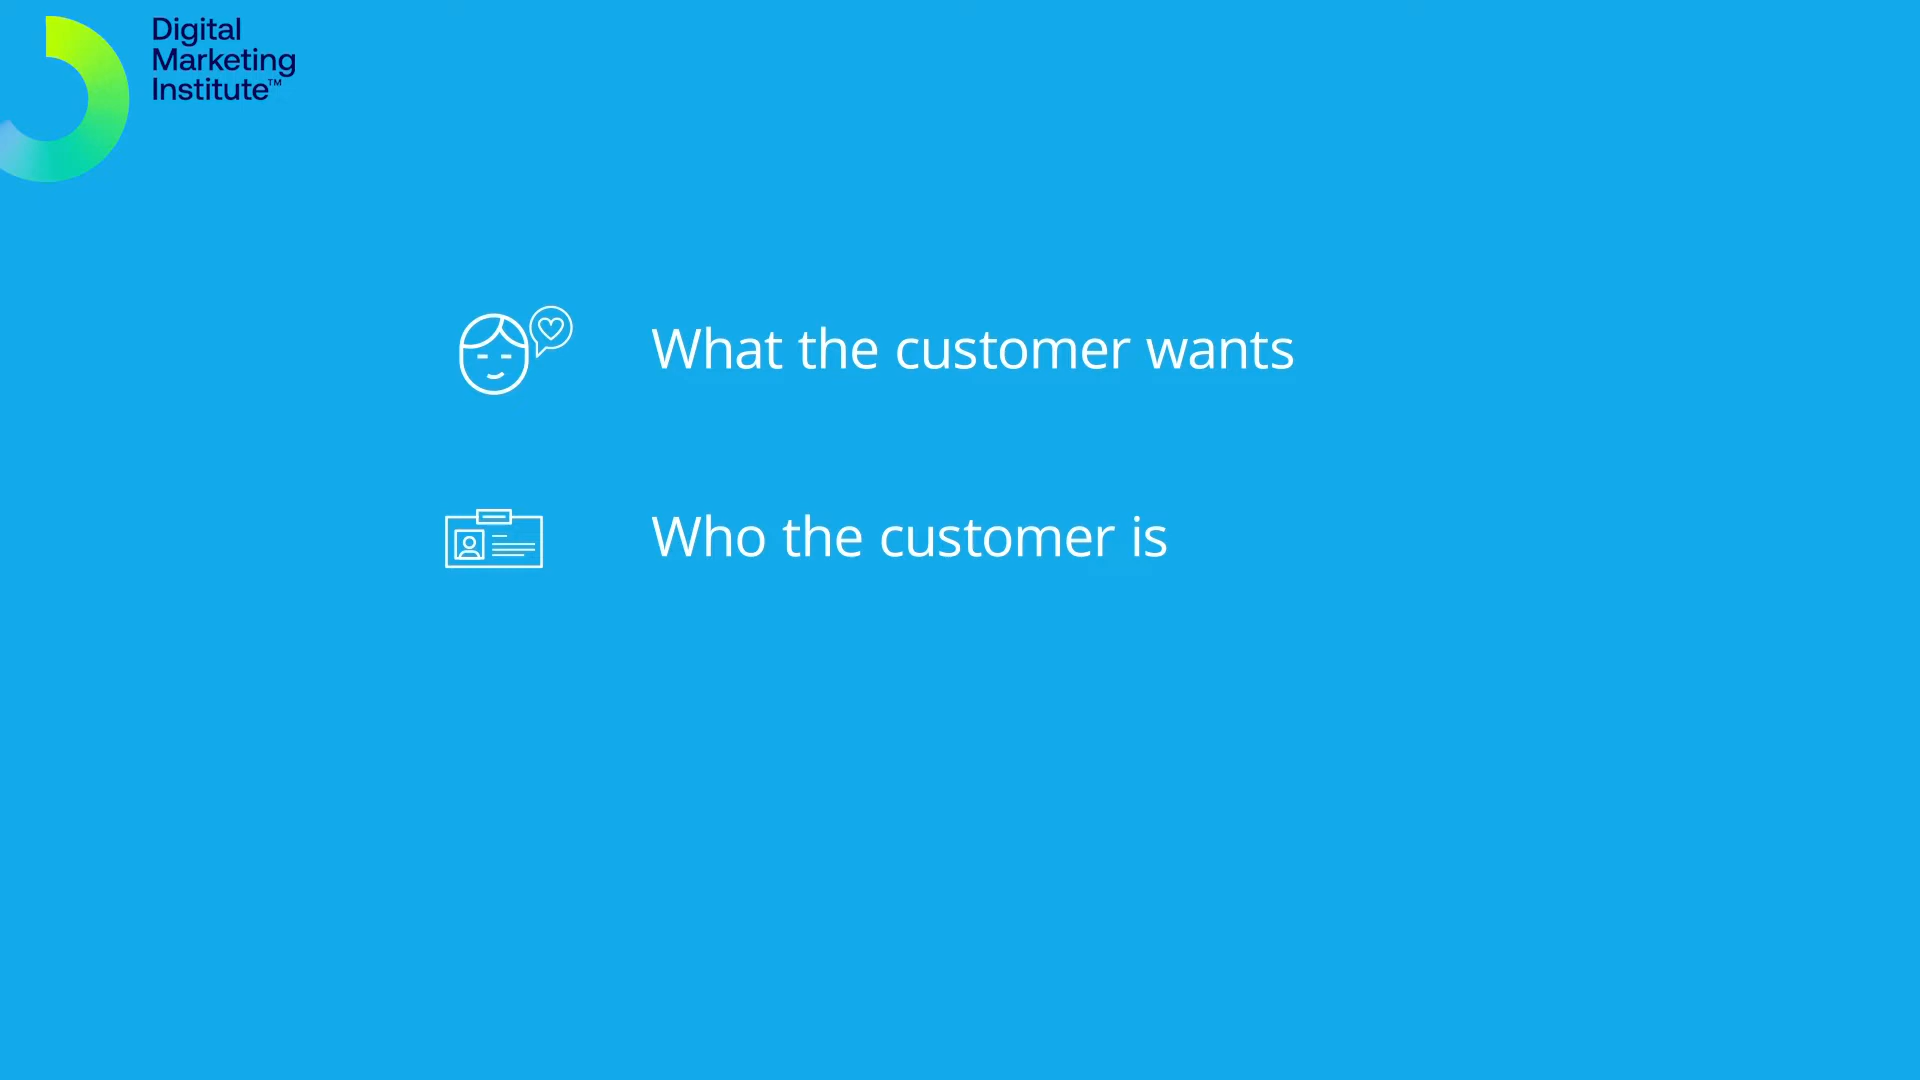 Digital
Marketing
Institute™
What the customer wants
Who the customer is